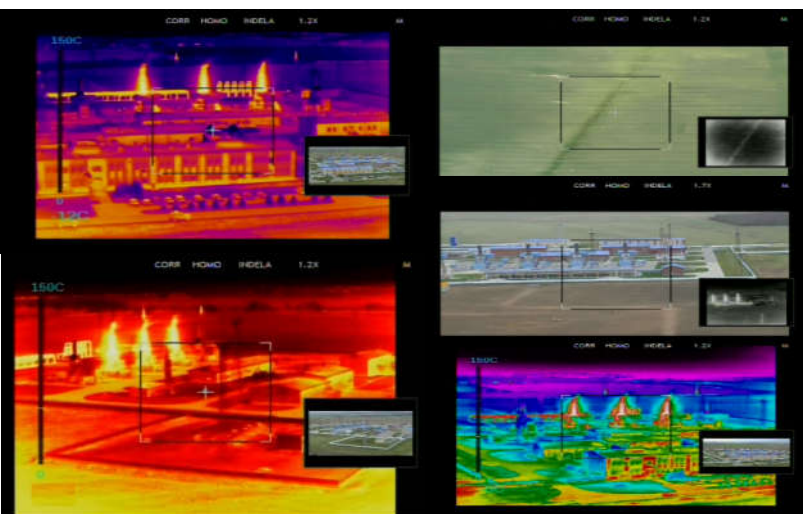 CORR HOMO INDELA 1.2X
150C
12C
CORR HOMO INDELA 1.2X
150C
CORR HOMO INDELA 1.2X
CORR HOMO INDELA 1.7X
CORR HOMO INDELA 1.2X
150C